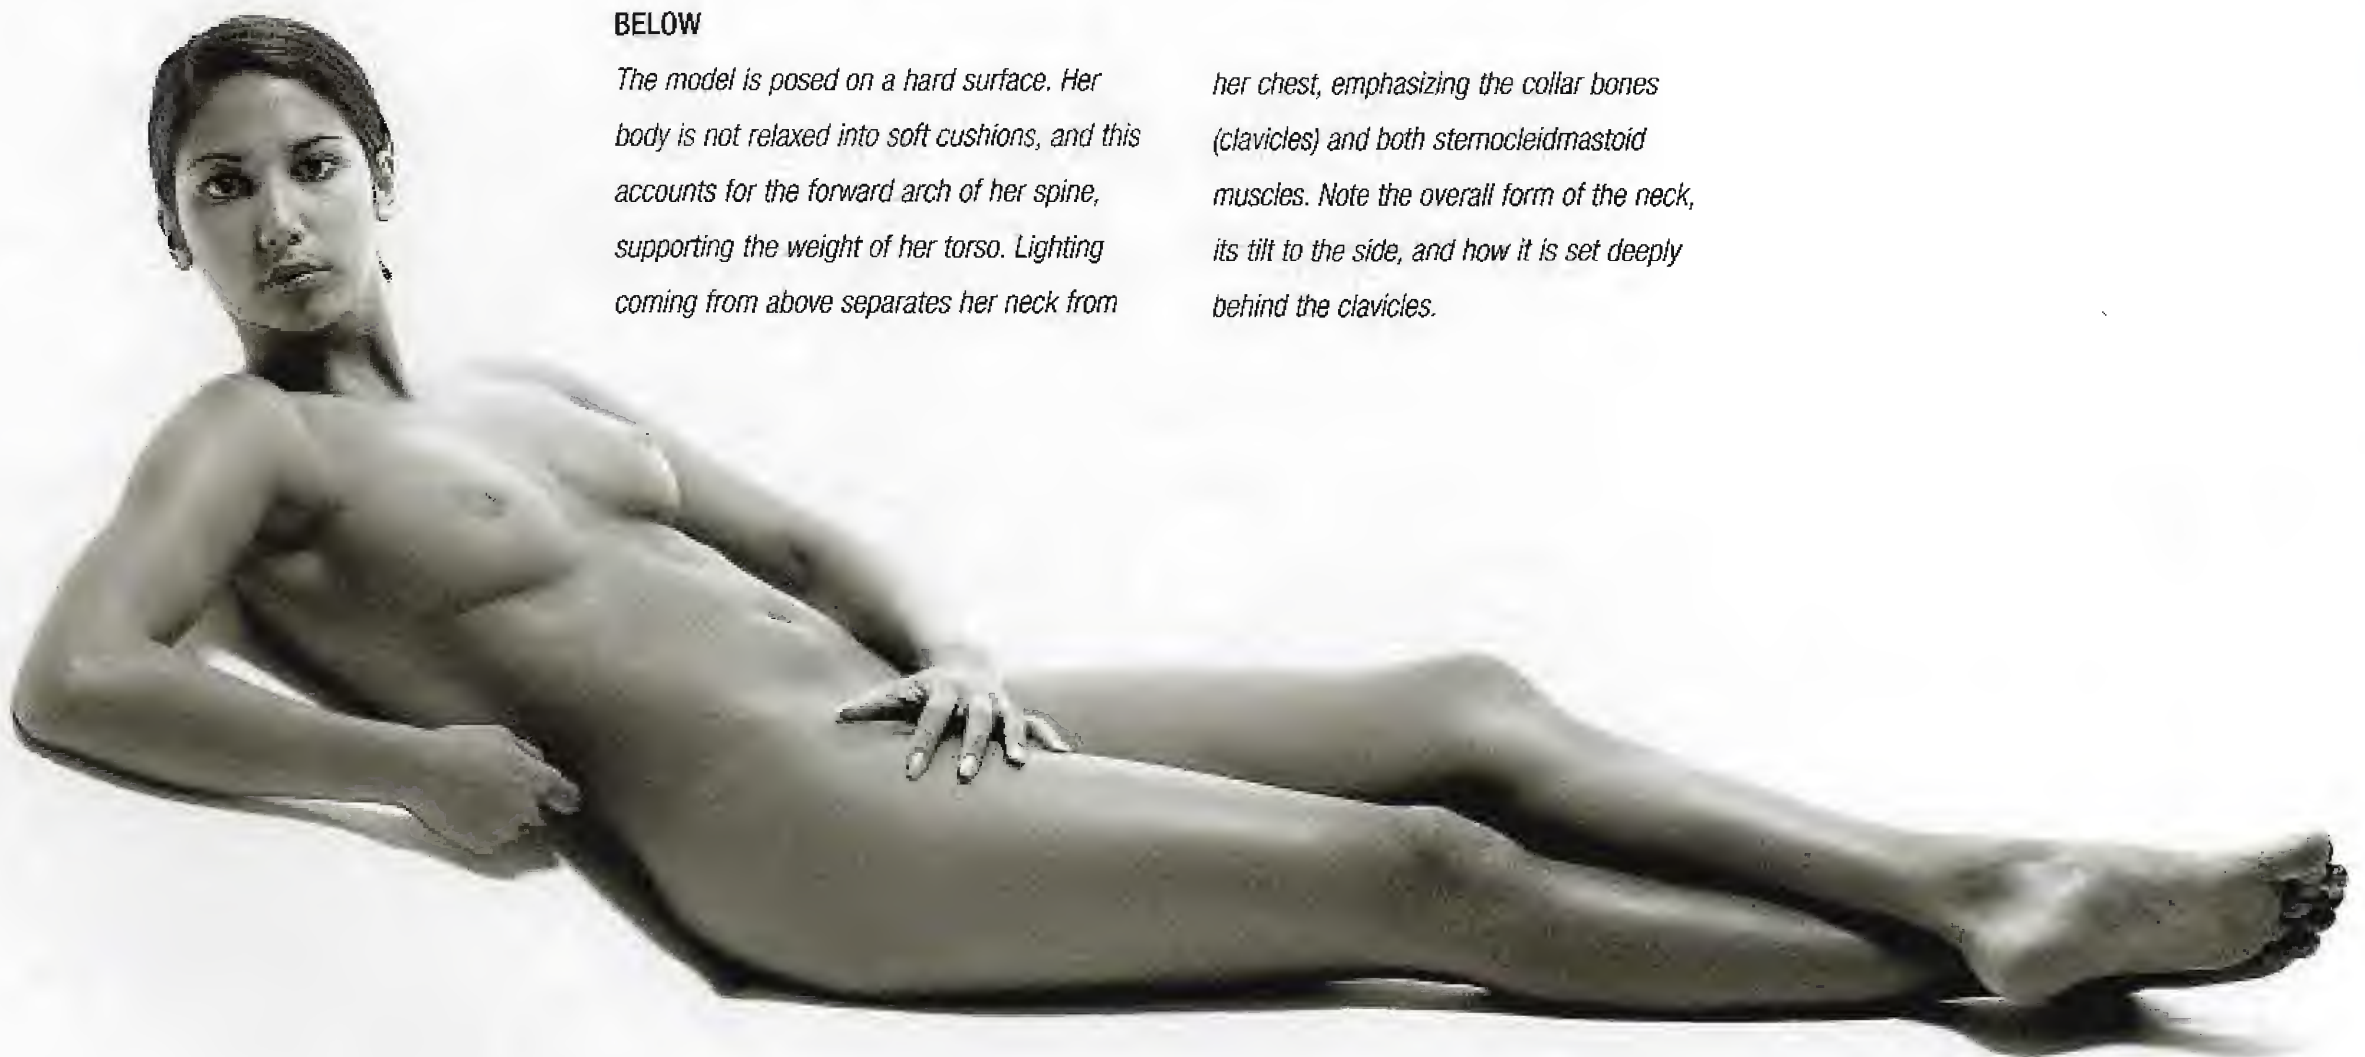 BELOW
The model is posed on a hard surface. Her
body is not relaxed into soft cushions, and this
accounts for the forward arch of her spine,
supporting the weight of her torso. Lighting
coming from above separates her neck from
her chest, emphasizing the collar bones
(clavicles) and both sternocleidmastoid
muscles. Note the overall form of the neck,
its tilt to the side, and how it is set deeply
behind the clavicles.